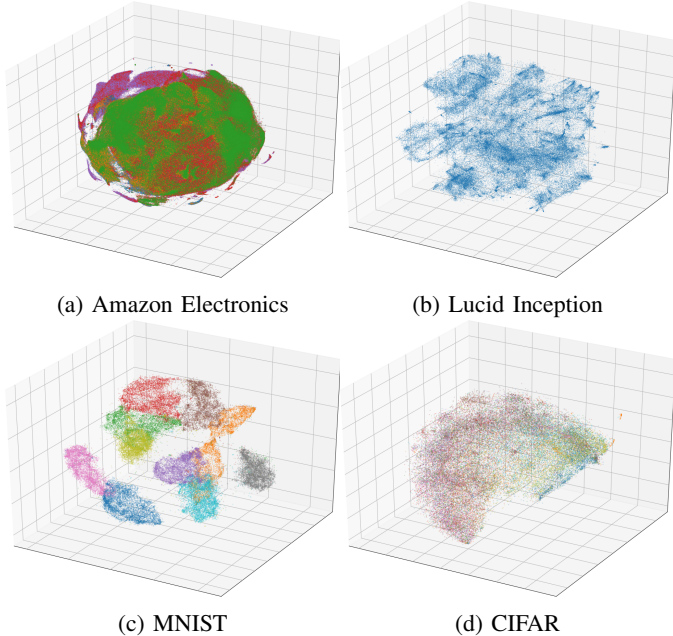 (a) Amazon Electronics
(b) Lucid Inception
(c) MNIST
(d) CIFAR